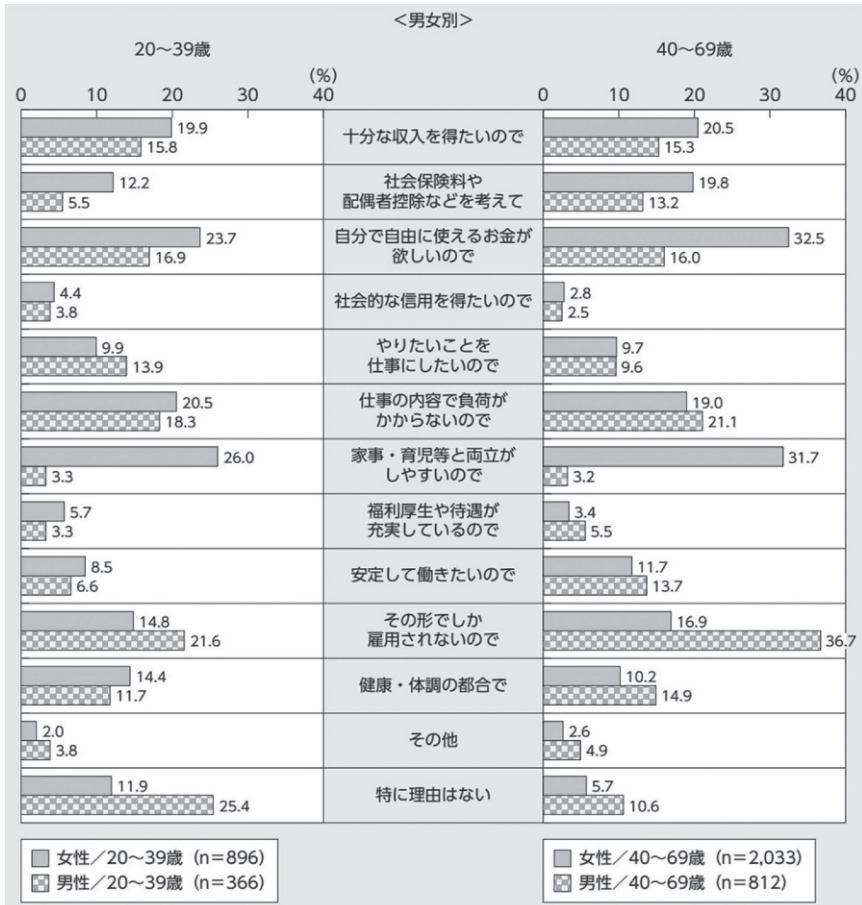 <男女別>
20～39歳
40～69歳
(%)
(%)
0 10 20 30 40
0 10 20 30 40
19.9
15.8
十分な収入を得たいので
20.5
15.3
12.2
5.5
社会保険料や
配偶者控除などを考えて
19.8
13.2
23.7
16.9
自分で自由に使えるお金が
欲しいので
32.5
16.0
4.4
3.8
社会的な信用を得たいので
2.8
2.5
9.9
13.9
やりたいことを
仕事にしたいので
9.7
9.6
20.5
18.3
仕事の内容で負荷が
かからないので
19.0
21.1
26.0
3.3
家事・育児等と両立が
しやすいので
31.7
3.2
5.7
3.3
福利厚生や待遇が
充実しているので
3.4
5.5
8.5
6.6
安定して働きたいので
11.7
13.7
14.8
21.6
その形でしか
雇用されないので
16.9
36.7
14.4
11.7
健康・体調の都合で
10.2
14.9
2.0
3.8
その他
2.6
4.9
11.9
25.4
特に理由はない
5.7
10.6
女性／20～39歳（n＝896）
男性／20～39歳（n＝366）
女性／40～69歳（n＝2,033）
男性／40～69歳（n＝812）